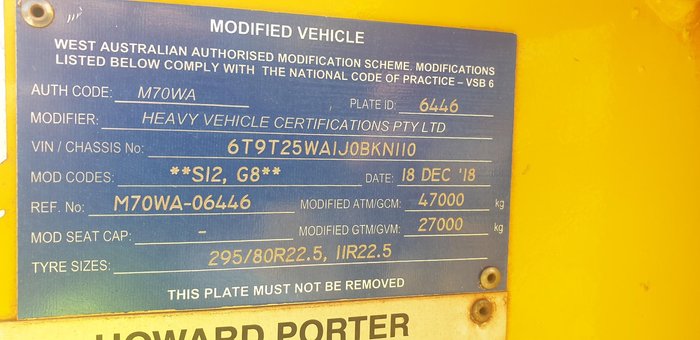 MODIFIED VEHICLE
WEST AUSTRALIAN AUTHORISED MODIFICATION SCHEME. MODIFICATIONS
LISTED BELOW COMPLY WITH THE NATIONAL CODE OF PRACTICE – VSB 6
AUTH CODE: M70WA PLATE ID: 6446
MODIFIER: HEAVY VEHICLE CERTIFICATIONS PTY LTD
VIN / CHASSIS No: 6T9T25WA1J0BKN110
MOD CODES: **S12, G8** DATE: 18 DEC '18
REF. No: M70WA-06446 MODIFIED ATM/GCM: 47000 kg
MOD SEAT CAP: - MODIFIED GTM/GVM: 27000 kg
TYRE SIZES: 295/80R22.5, 11R22.5
THIS PLATE MUST NOT BE REMOVED
HOWARD PORTER